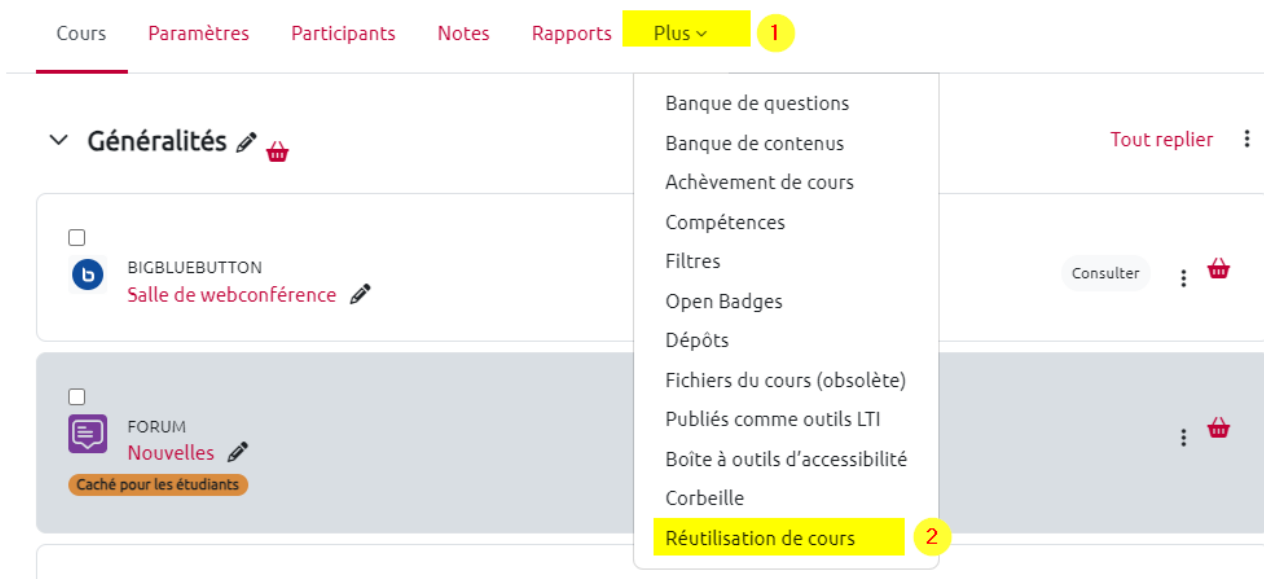 Cours Paramètres Participants Notes Rapports Plus 1
Banque de questions
Généralités Banque de contenus Tout replier
Achèvement de cours
Compétences
BIGBLUEBUTTON Filtres Consulter
Salle de webconférence Open Badges
Dépôts
Fichiers du cours (obsolète)
FORUM Publiés comme outils LTI
Nouvelles Boîte à outils d’accessibilité
Caché pour les étudiants Corbeille
Réutilisation de cours 2